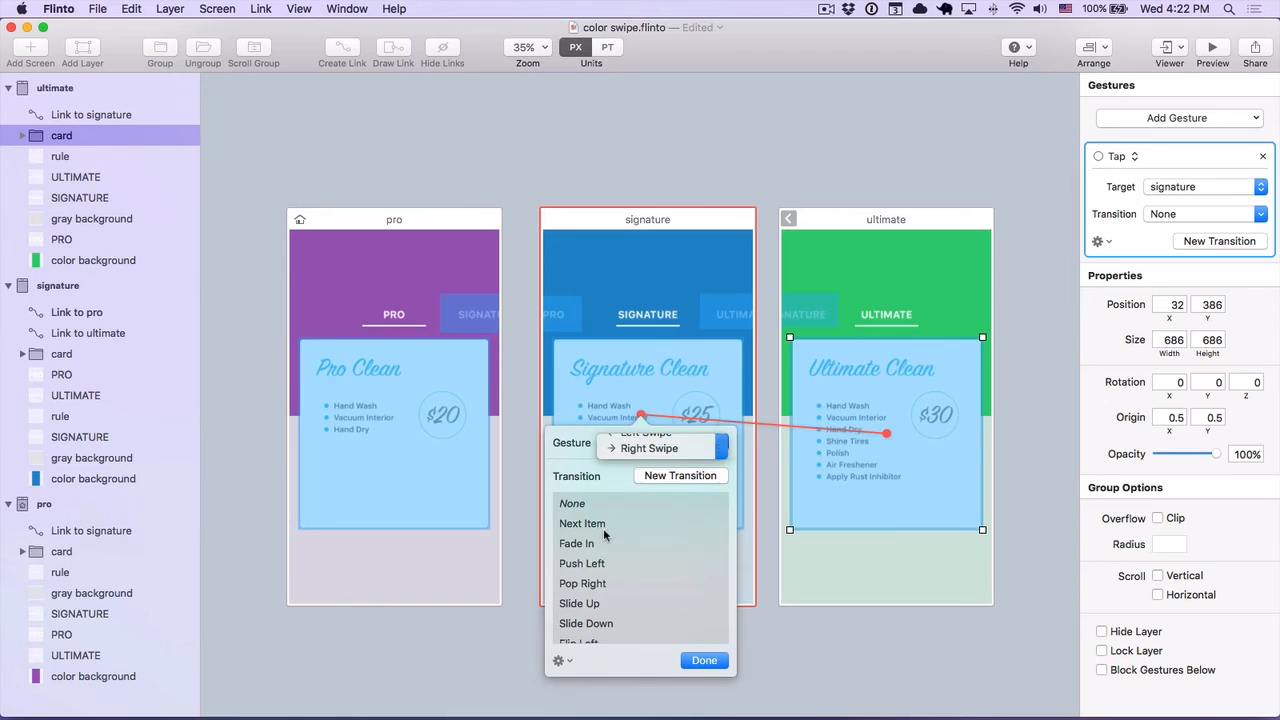 Flinto File Edit Layer Screen Link View Window Help 100% Wed 4:22 PM
color swipe.flinto — Edited
35% PX PT
Add Screen Add Layer Group Ungroup Scroll Group Create Link Draw Link Hide Links Zoom Units Help Arrange Viewer Preview Share
ultimate
Link to signature
card
rule
ULTIMATE
SIGNATURE
gray background
PRO
color background
signature
Link to pro
Link to ultimate
card
PRO
ULTIMATE
rule
SIGNATURE
gray background
color background
pro
Link to signature
card
rule
gray background
SIGNATURE
PRO
ULTIMATE
color background
pro
PRO SIGNAT
Pro Clean
Hand Wash
Vacuum Interior
Hand Dry
$20
signature
PRO SIGNATURE ULTIMA
Signature Clean
Hand Wash
Vacuum Interior
$25
ultimate
GNATURE ULTIMATE
Ultimate Clean
Hand Wash
Vacuum Interior
Hand Dry
Shine Tires
Polish
Air Freshener
Apply Rust Inhibitor
$30
Left Swipe
Gesture → Right Swipe
Transition New Transition
None
Next Item
Fade In
Push Left
Pop Right
Slide Up
Slide Down
Flip Left
Done
Gestures
Add Gesture
Tap
Target signature
Transition None
New Transition
Properties
Position 32 386
X Y
Size 686 686
Width Height
Rotation 0 0 0
X Y Z
Origin 0.5 0.5
X Y
Opacity 100%
Group Options
Overflow Clip
Radius
Scroll Vertical
Horizontal
Hide Layer
Lock Layer
Block Gestures Below